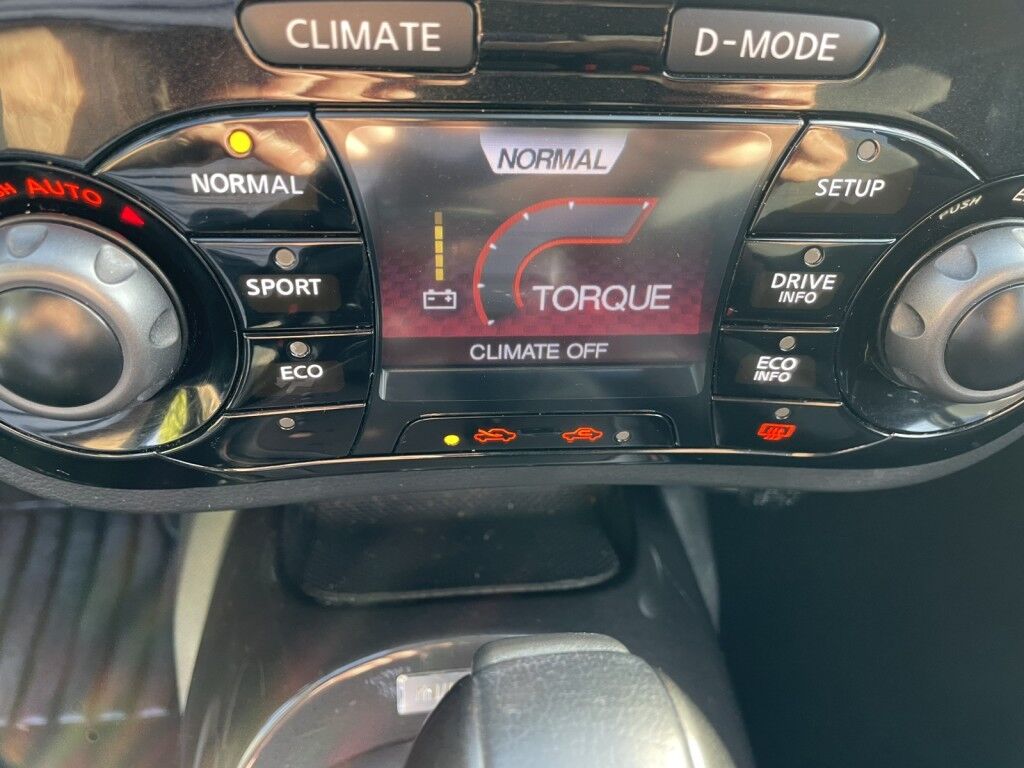 CLIMATE
D-MODE
AUTO
NORMAL
NORMAL
SETUP
PUSH
SPORT
TORQUE
DRIVE
INFO
ECO
CLIMATE OFF
ECO
INFO